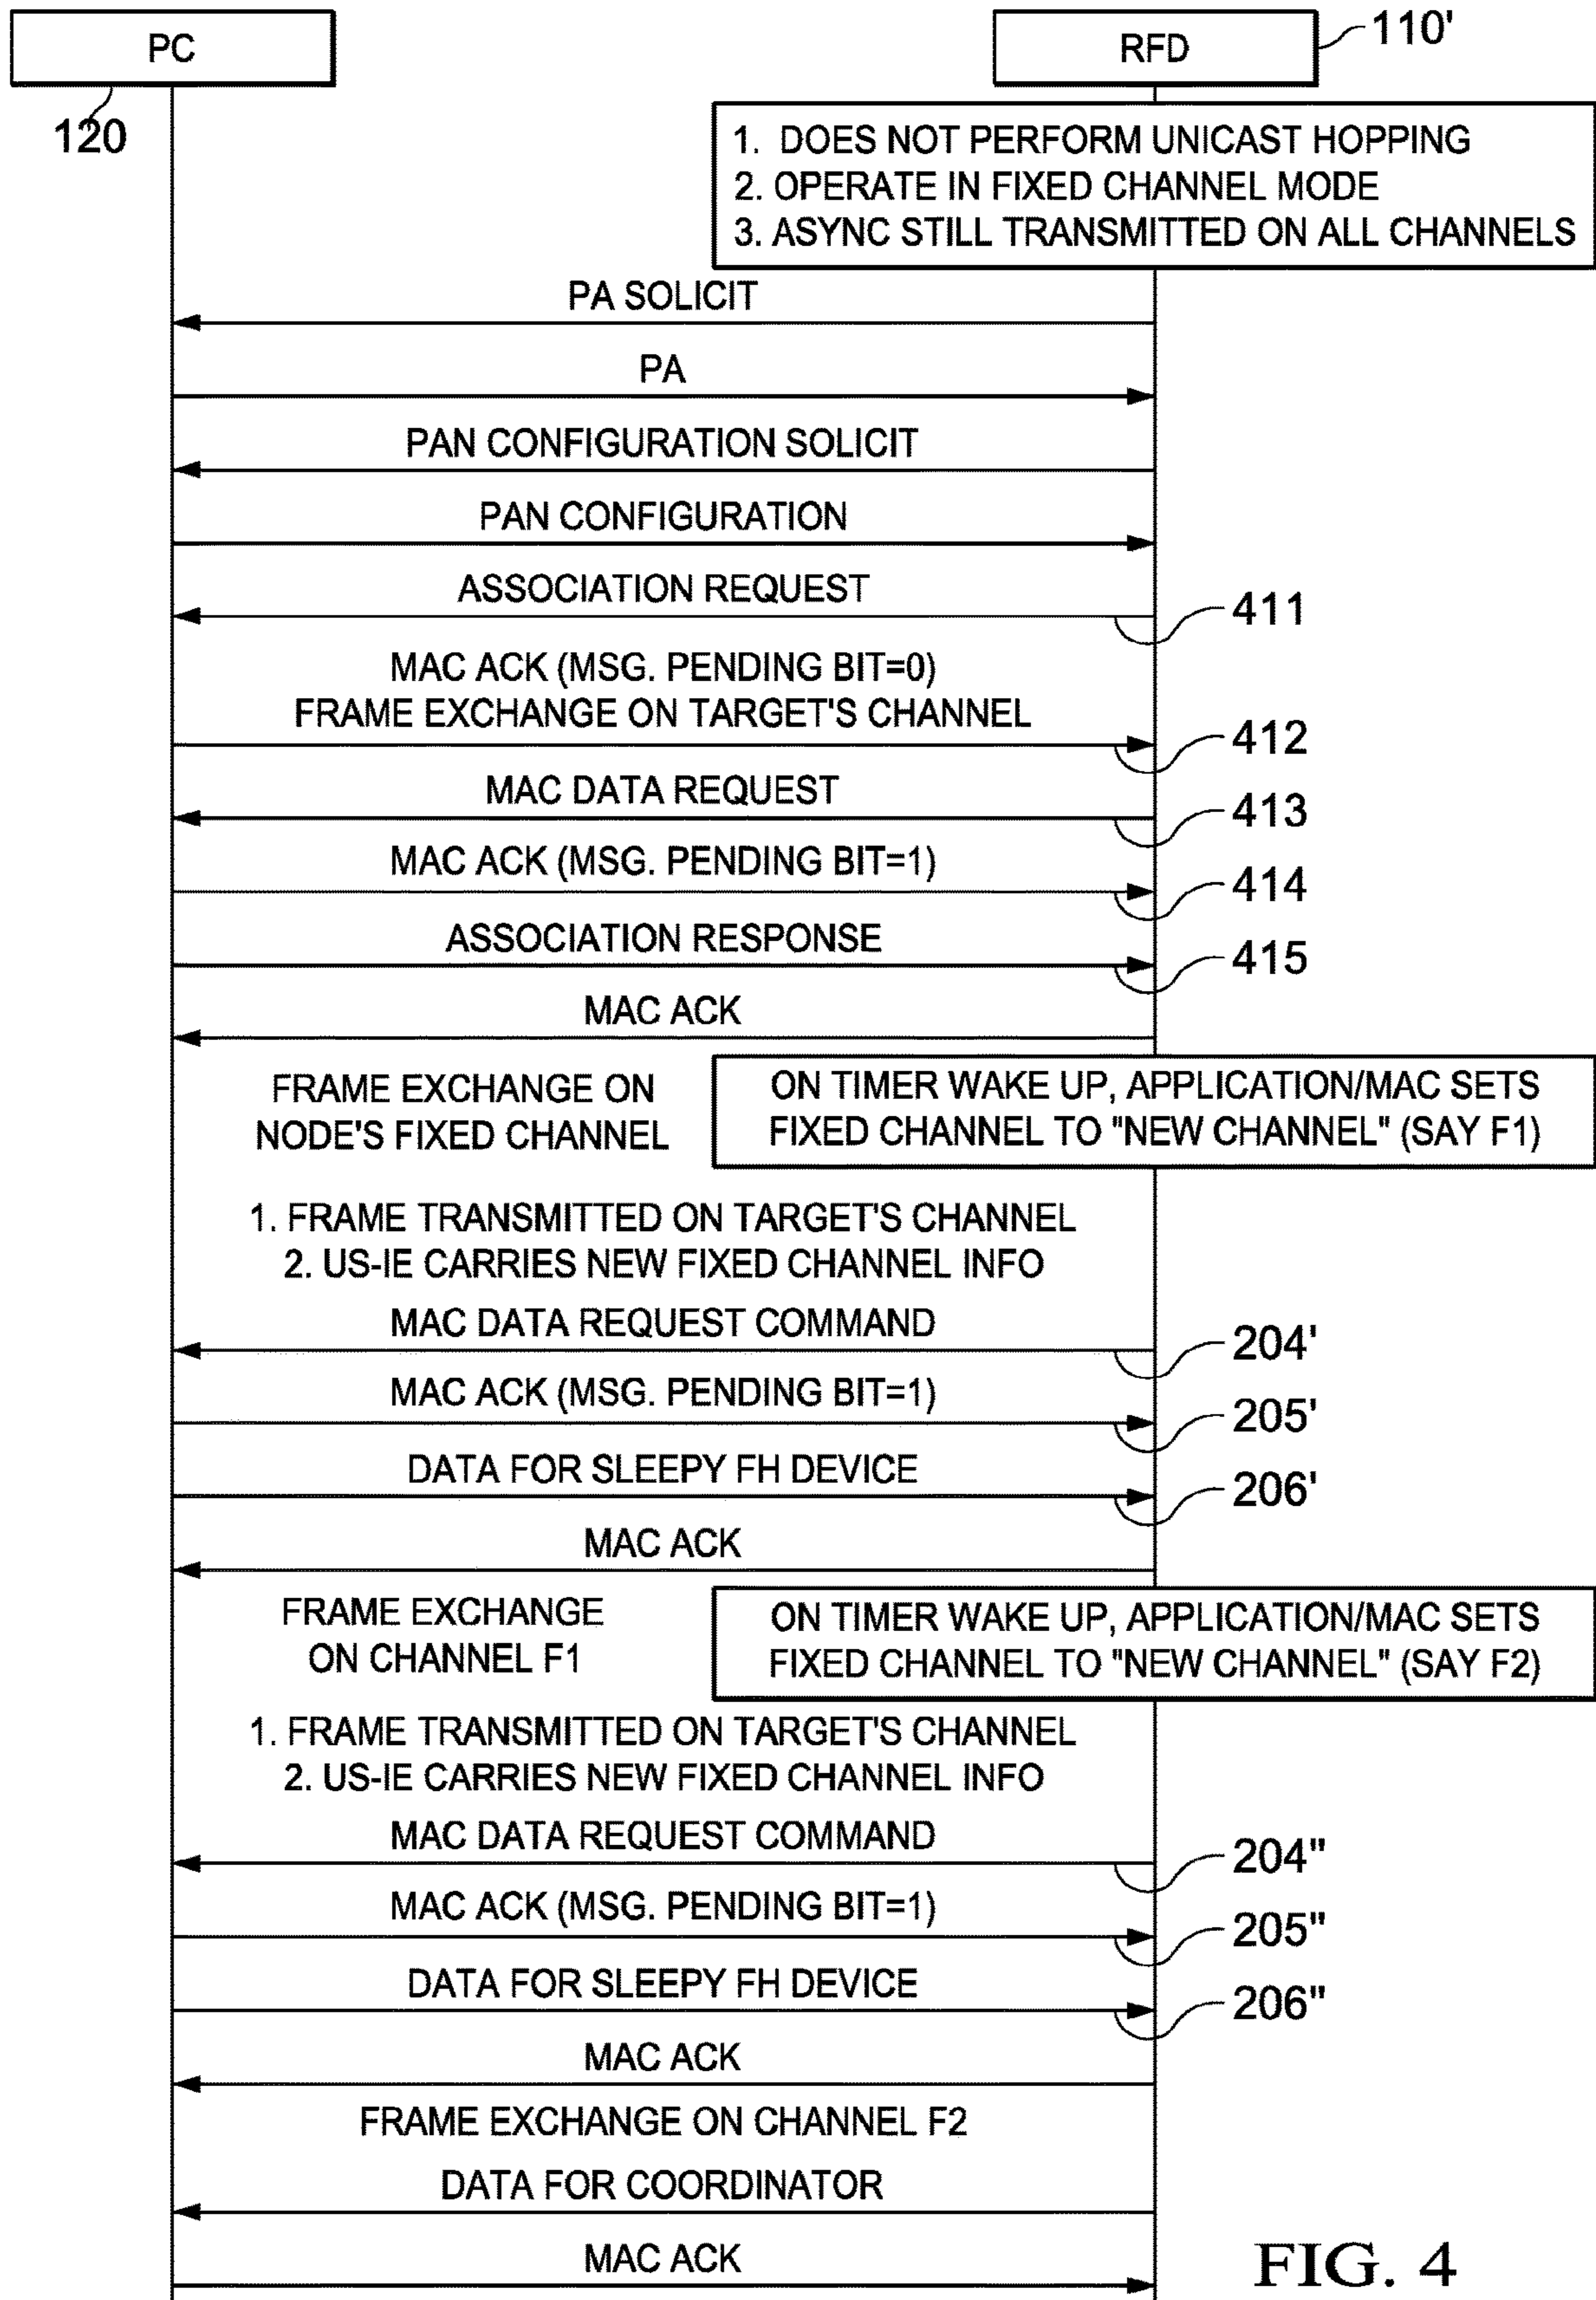 PC
RFD
110'
120
1. DOES NOT PERFORM UNICAST HOPPING
2. OPERATE IN FIXED CHANNEL MODE
3. ASYNC STILL TRANSMITTED ON ALL CHANNELS
PA SOLICIT
PA
PAN CONFIGURATION SOLICIT
PAN CONFIGURATION
ASSOCIATION REQUEST
411
MAC ACK (MSG. PENDING BIT=0)
FRAME EXCHANGE ON TARGET'S CHANNEL
412
MAC DATA REQUEST
413
MAC ACK (MSG. PENDING BIT=1)
414
ASSOCIATION RESPONSE
415
MAC ACK
FRAME EXCHANGE ON
NODE'S FIXED CHANNEL
ON TIMER WAKE UP, APPLICATION/MAC SETS
FIXED CHANNEL TO "NEW CHANNEL" (SAY F1)
1. FRAME TRANSMITTED ON TARGET'S CHANNEL
2. US-IE CARRIES NEW FIXED CHANNEL INFO
MAC DATA REQUEST COMMAND
204'
MAC ACK (MSG. PENDING BIT=1)
205'
DATA FOR SLEEPY FH DEVICE
206'
MAC ACK
FRAME EXCHANGE
ON CHANNEL F1
ON TIMER WAKE UP, APPLICATION/MAC SETS
FIXED CHANNEL TO "NEW CHANNEL" (SAY F2)
1. FRAME TRANSMITTED ON TARGET'S CHANNEL
2. US-IE CARRIES NEW FIXED CHANNEL INFO
MAC DATA REQUEST COMMAND
204"
MAC ACK (MSG. PENDING BIT=1)
205"
DATA FOR SLEEPY FH DEVICE
206"
MAC ACK
FRAME EXCHANGE ON CHANNEL F2
DATA FOR COORDINATOR
MAC ACK
FIG. 4